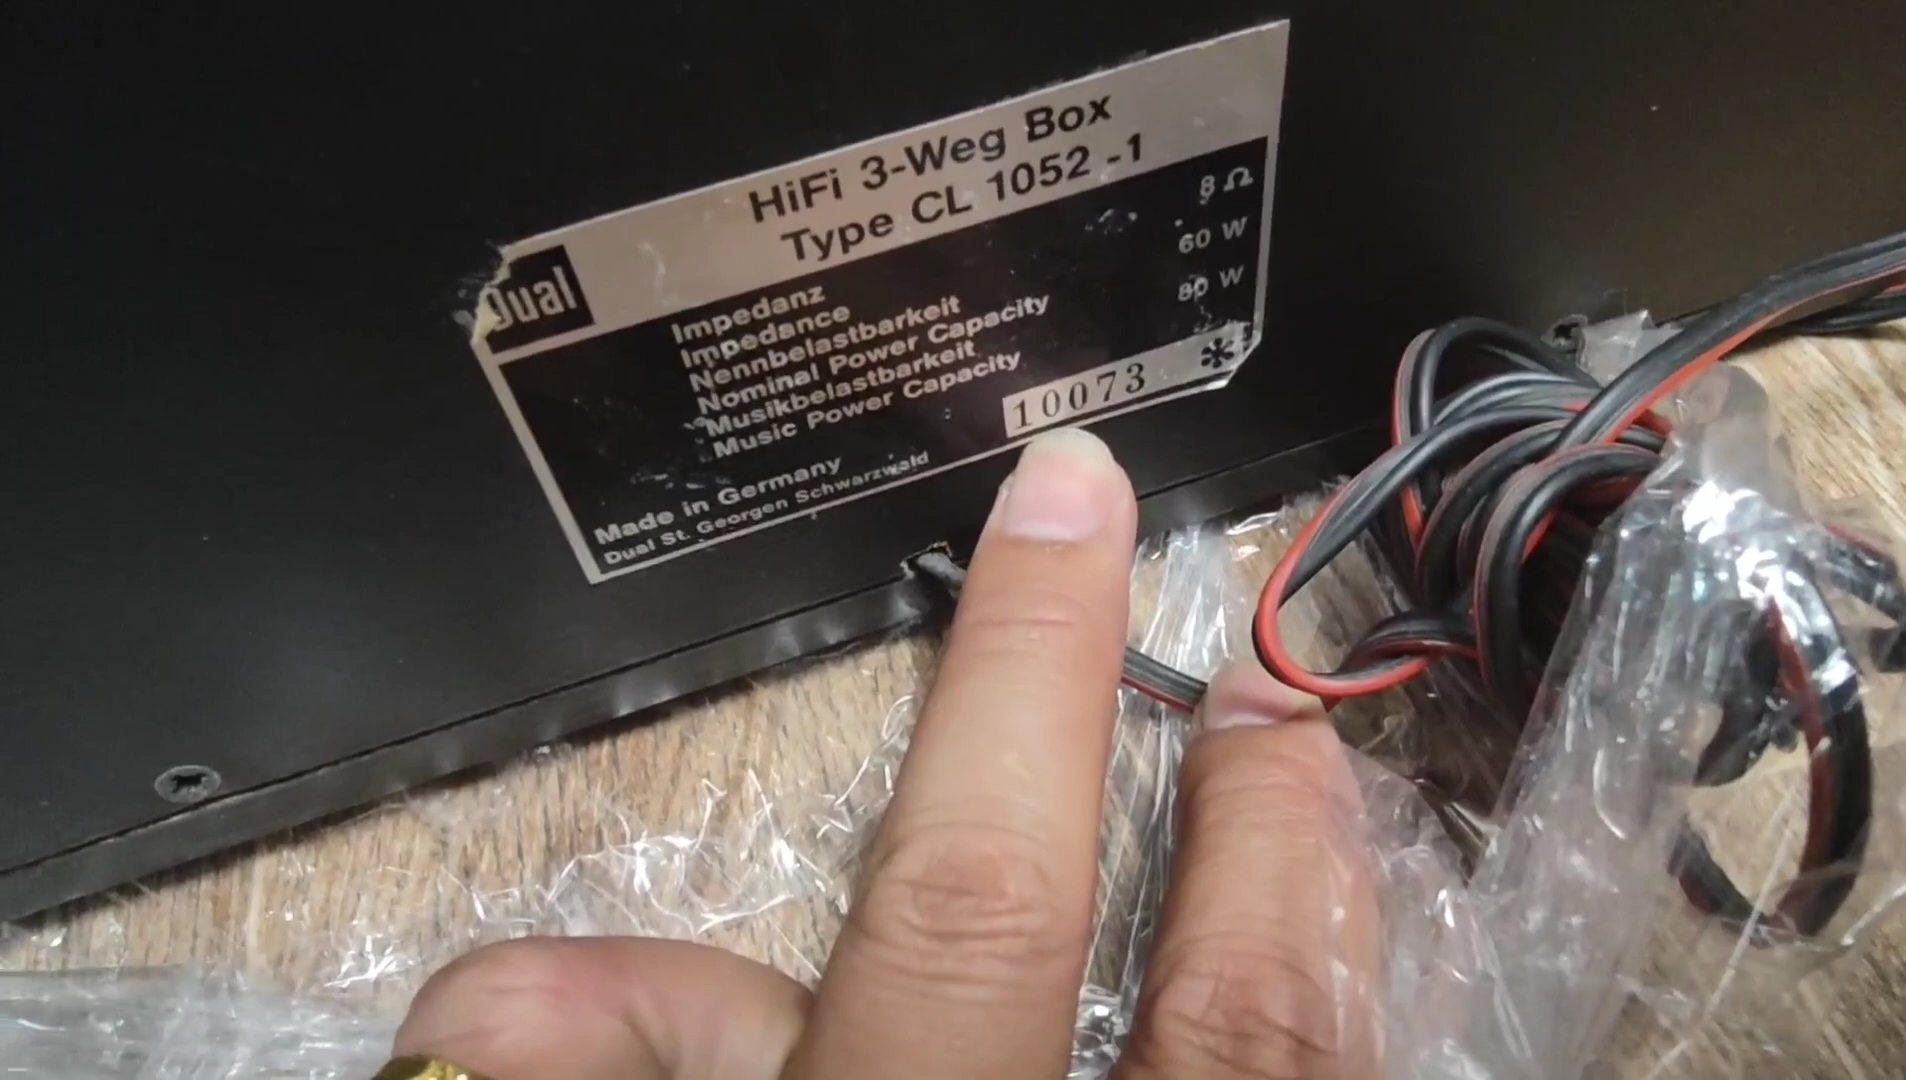 HiFi 3-Weg Box
Type CL 1052 -1
Dual
Impedanz
Impedance 8 Ω
Nennbelastbarkeit
Nominal Power Capacity 60 W
Musikbelastbarkeit
Music Power Capacity 80 W
10073 *
Made in Germany
Dual St. Georgen Schwarzwald